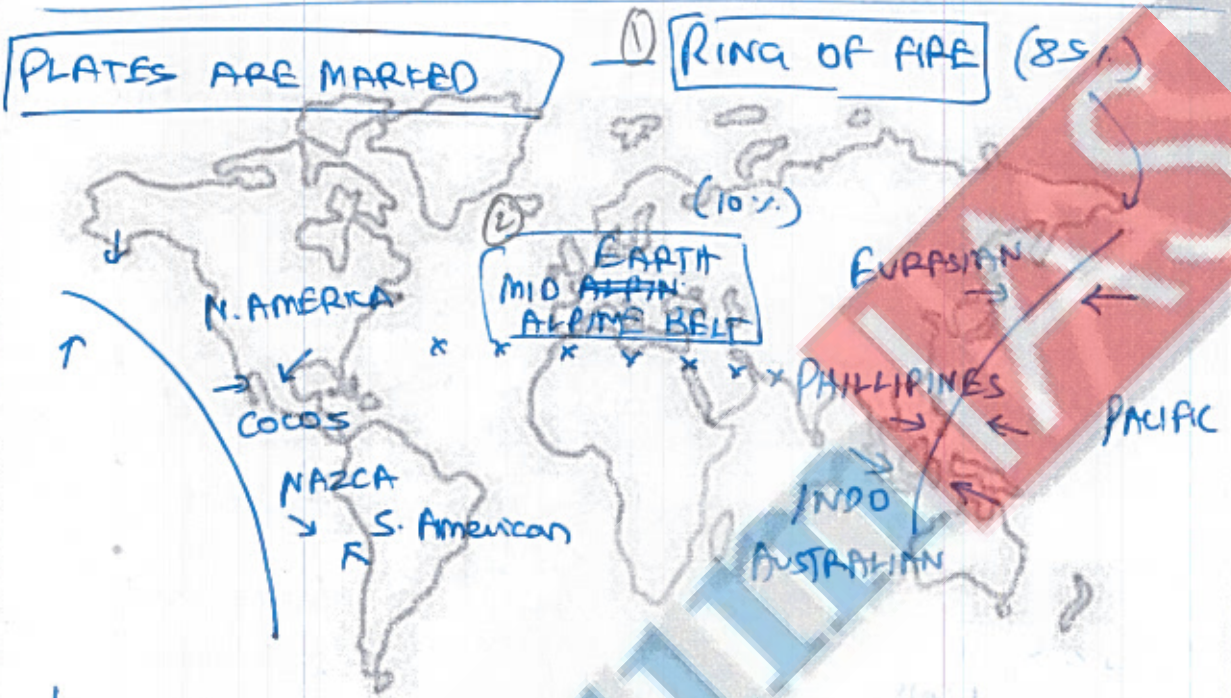 ① RING OF FIRE (85%)
PLATES ARE MARKED
(10%)
②
EARTH
MID ALPIN
ALPINE BELT
EURASIAN
N. AMERICA
PHILLIPINES
COCOS
PACIFIC
NAZCA
INDO
S. American
AUSTRALIAN
IAS